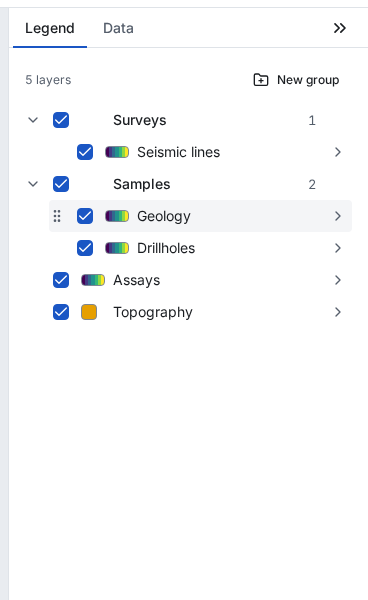 Legend Data
5 layers New group
Surveys 1
Seismic lines
Samples 2
Geology
Drillholes
Assays
Topography